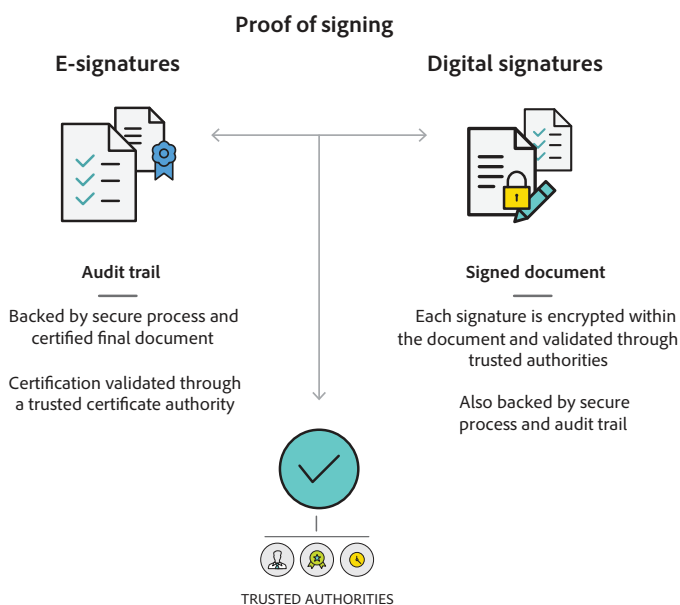 Proof of signing
E-signatures
Digital signatures
Audit trail
Backed by secure process and
certified final document
Certification validated through
a trusted certificate authority
Signed document
Each signature is encrypted within
the document and validated through
trusted authorities
Also backed by secure
process and audit trail
TRUSTED AUTHORITIES